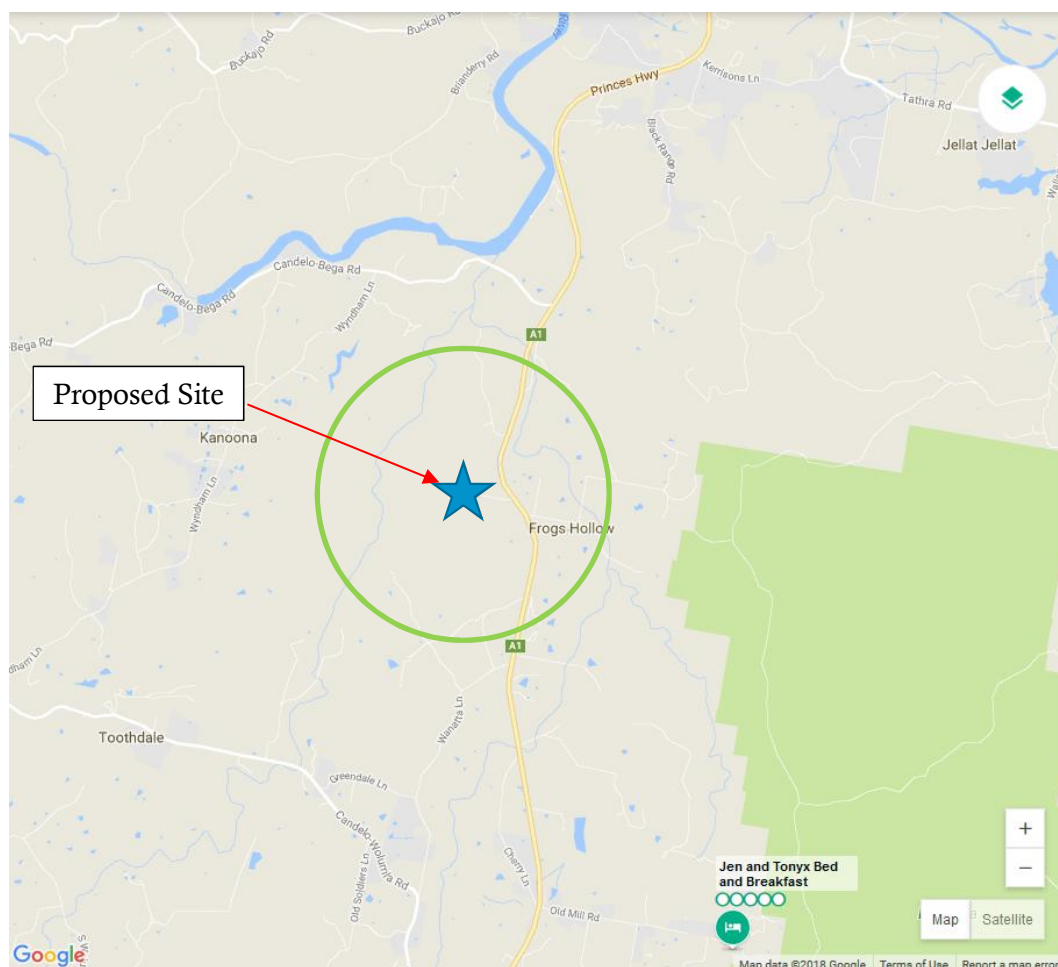 Buckajo Rd
Buckajo Rd
River
Brianderry Rd
Princes Hwy
Kerrisons Ln
Tathra Rd
Black Range Rd
Jellat Jellat
Candelo-Bega Rd
Candelo-Bega Rd
Wyndham Ln
-Bega Rd
A1
Proposed Site
Kanoona
Wyndham Ln
Frogs Hollow
A1
Wanatta Ln
Toothdale
Greendale Ln
Candelo-Wolumla Rd
Old Soldiers Ln
Cherry Ln
Old Mill Rd
Jen and Tonyx Bed
and Breakfast
+
−
Map Satellite
Google
Map data ©2018 Google Terms of Use Report a map error